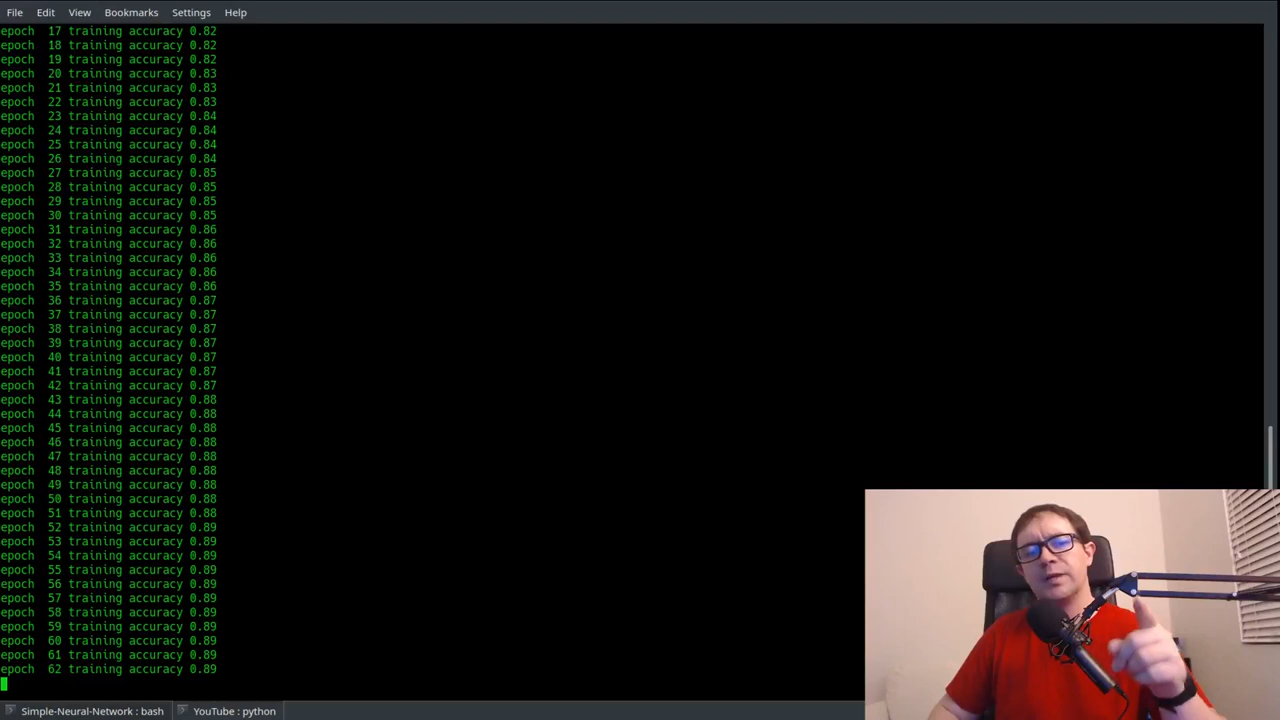 File Edit View Bookmarks Settings Help
epoch  17 training accuracy 0.82
epoch  18 training accuracy 0.82
epoch  19 training accuracy 0.82
epoch  20 training accuracy 0.83
epoch  21 training accuracy 0.83
epoch  22 training accuracy 0.83
epoch  23 training accuracy 0.84
epoch  24 training accuracy 0.84
epoch  25 training accuracy 0.84
epoch  26 training accuracy 0.84
epoch  27 training accuracy 0.85
epoch  28 training accuracy 0.85
epoch  29 training accuracy 0.85
epoch  30 training accuracy 0.85
epoch  31 training accuracy 0.86
epoch  32 training accuracy 0.86
epoch  33 training accuracy 0.86
epoch  34 training accuracy 0.86
epoch  35 training accuracy 0.86
epoch  36 training accuracy 0.87
epoch  37 training accuracy 0.87
epoch  38 training accuracy 0.87
epoch  39 training accuracy 0.87
epoch  40 training accuracy 0.87
epoch  41 training accuracy 0.87
epoch  42 training accuracy 0.87
epoch  43 training accuracy 0.88
epoch  44 training accuracy 0.88
epoch  45 training accuracy 0.88
epoch  46 training accuracy 0.88
epoch  47 training accuracy 0.88
epoch  48 training accuracy 0.88
epoch  49 training accuracy 0.88
epoch  50 training accuracy 0.88
epoch  51 training accuracy 0.88
epoch  52 training accuracy 0.89
epoch  53 training accuracy 0.89
epoch  54 training accuracy 0.89
epoch  55 training accuracy 0.89
epoch  56 training accuracy 0.89
epoch  57 training accuracy 0.89
epoch  58 training accuracy 0.89
epoch  59 training accuracy 0.89
epoch  60 training accuracy 0.89
epoch  61 training accuracy 0.89
epoch  62 training accuracy 0.89
Simple-Neural-Network : bash YouTube : python